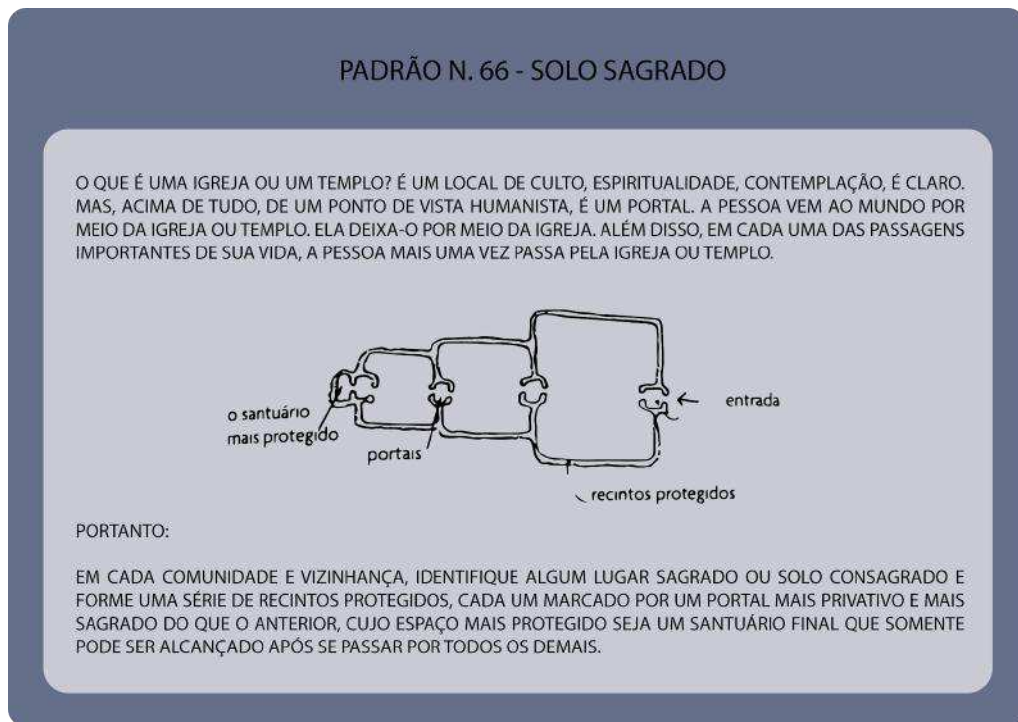 PADRÃO N. 66 - SOLO SAGRADO
O QUE É UMA IGREJA OU UM TEMPLO? É UM LOCAL DE CULTO, ESPIRITUALIDADE, CONTEMPLAÇÃO, É CLARO.
MAS, ACIMA DE TUDO, DE UM PONTO DE VISTA HUMANISTA, É UM PORTAL. A PESSOA VEM AO MUNDO POR
MEIO DA IGREJA OU TEMPLO. ELA DEIXA-O POR MEIO DA IGREJA. ALÉM DISSO, EM CADA UMA DAS PASSAGENS
IMPORTANTES DE SUA VIDA, A PESSOA MAIS UMA VEZ PASSA PELA IGREJA OU TEMPLO.
entrada
o santuário
mais protegido
portais
recintos protegidos
PORTANTO:
EM CADA COMUNIDADE E VIZINHANÇA, IDENTIFIQUE ALGUM LUGAR SAGRADO OU SOLO CONSAGRADO E
FORME UMA SÉRIE DE RECINTOS PROTEGIDOS, CADA UM MARCADO POR UM PORTAL MAIS PRIVATIVO E MAIS
SAGRADO DO QUE O ANTERIOR, CUJO ESPAÇO MAIS PROTEGIDO SEJA UM SANTUÁRIO FINAL QUE SOMENTE
PODE SER ALCANÇADO APÓS SE PASSAR POR TODOS OS DEMAIS.